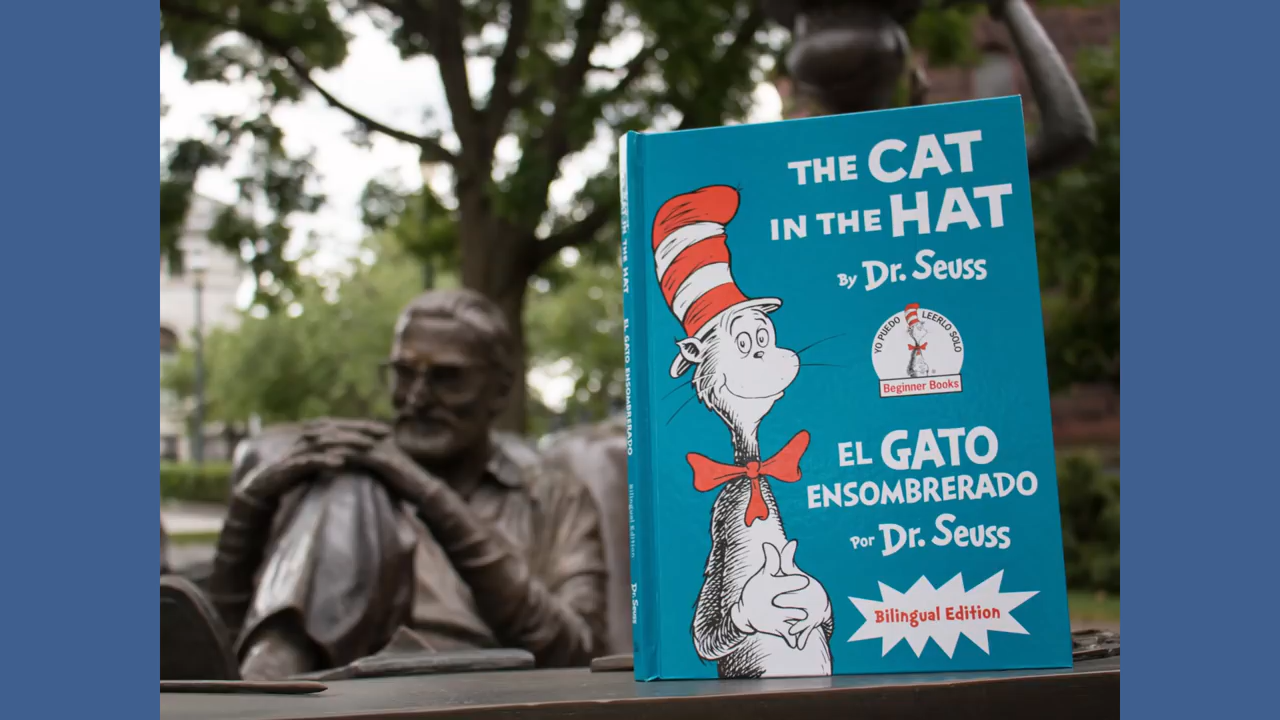 THE CAT
IN THE HAT
By Dr. Seuss
YO PUEDO LEERLO SOLO
Beginner Books
EL GATO
ENSOMBRERADO
Por Dr. Seuss
Bilingual Edition
THE CAT IN THE HAT EL GATO ENSOMBRERADO Bilingual Edition Dr. Seuss